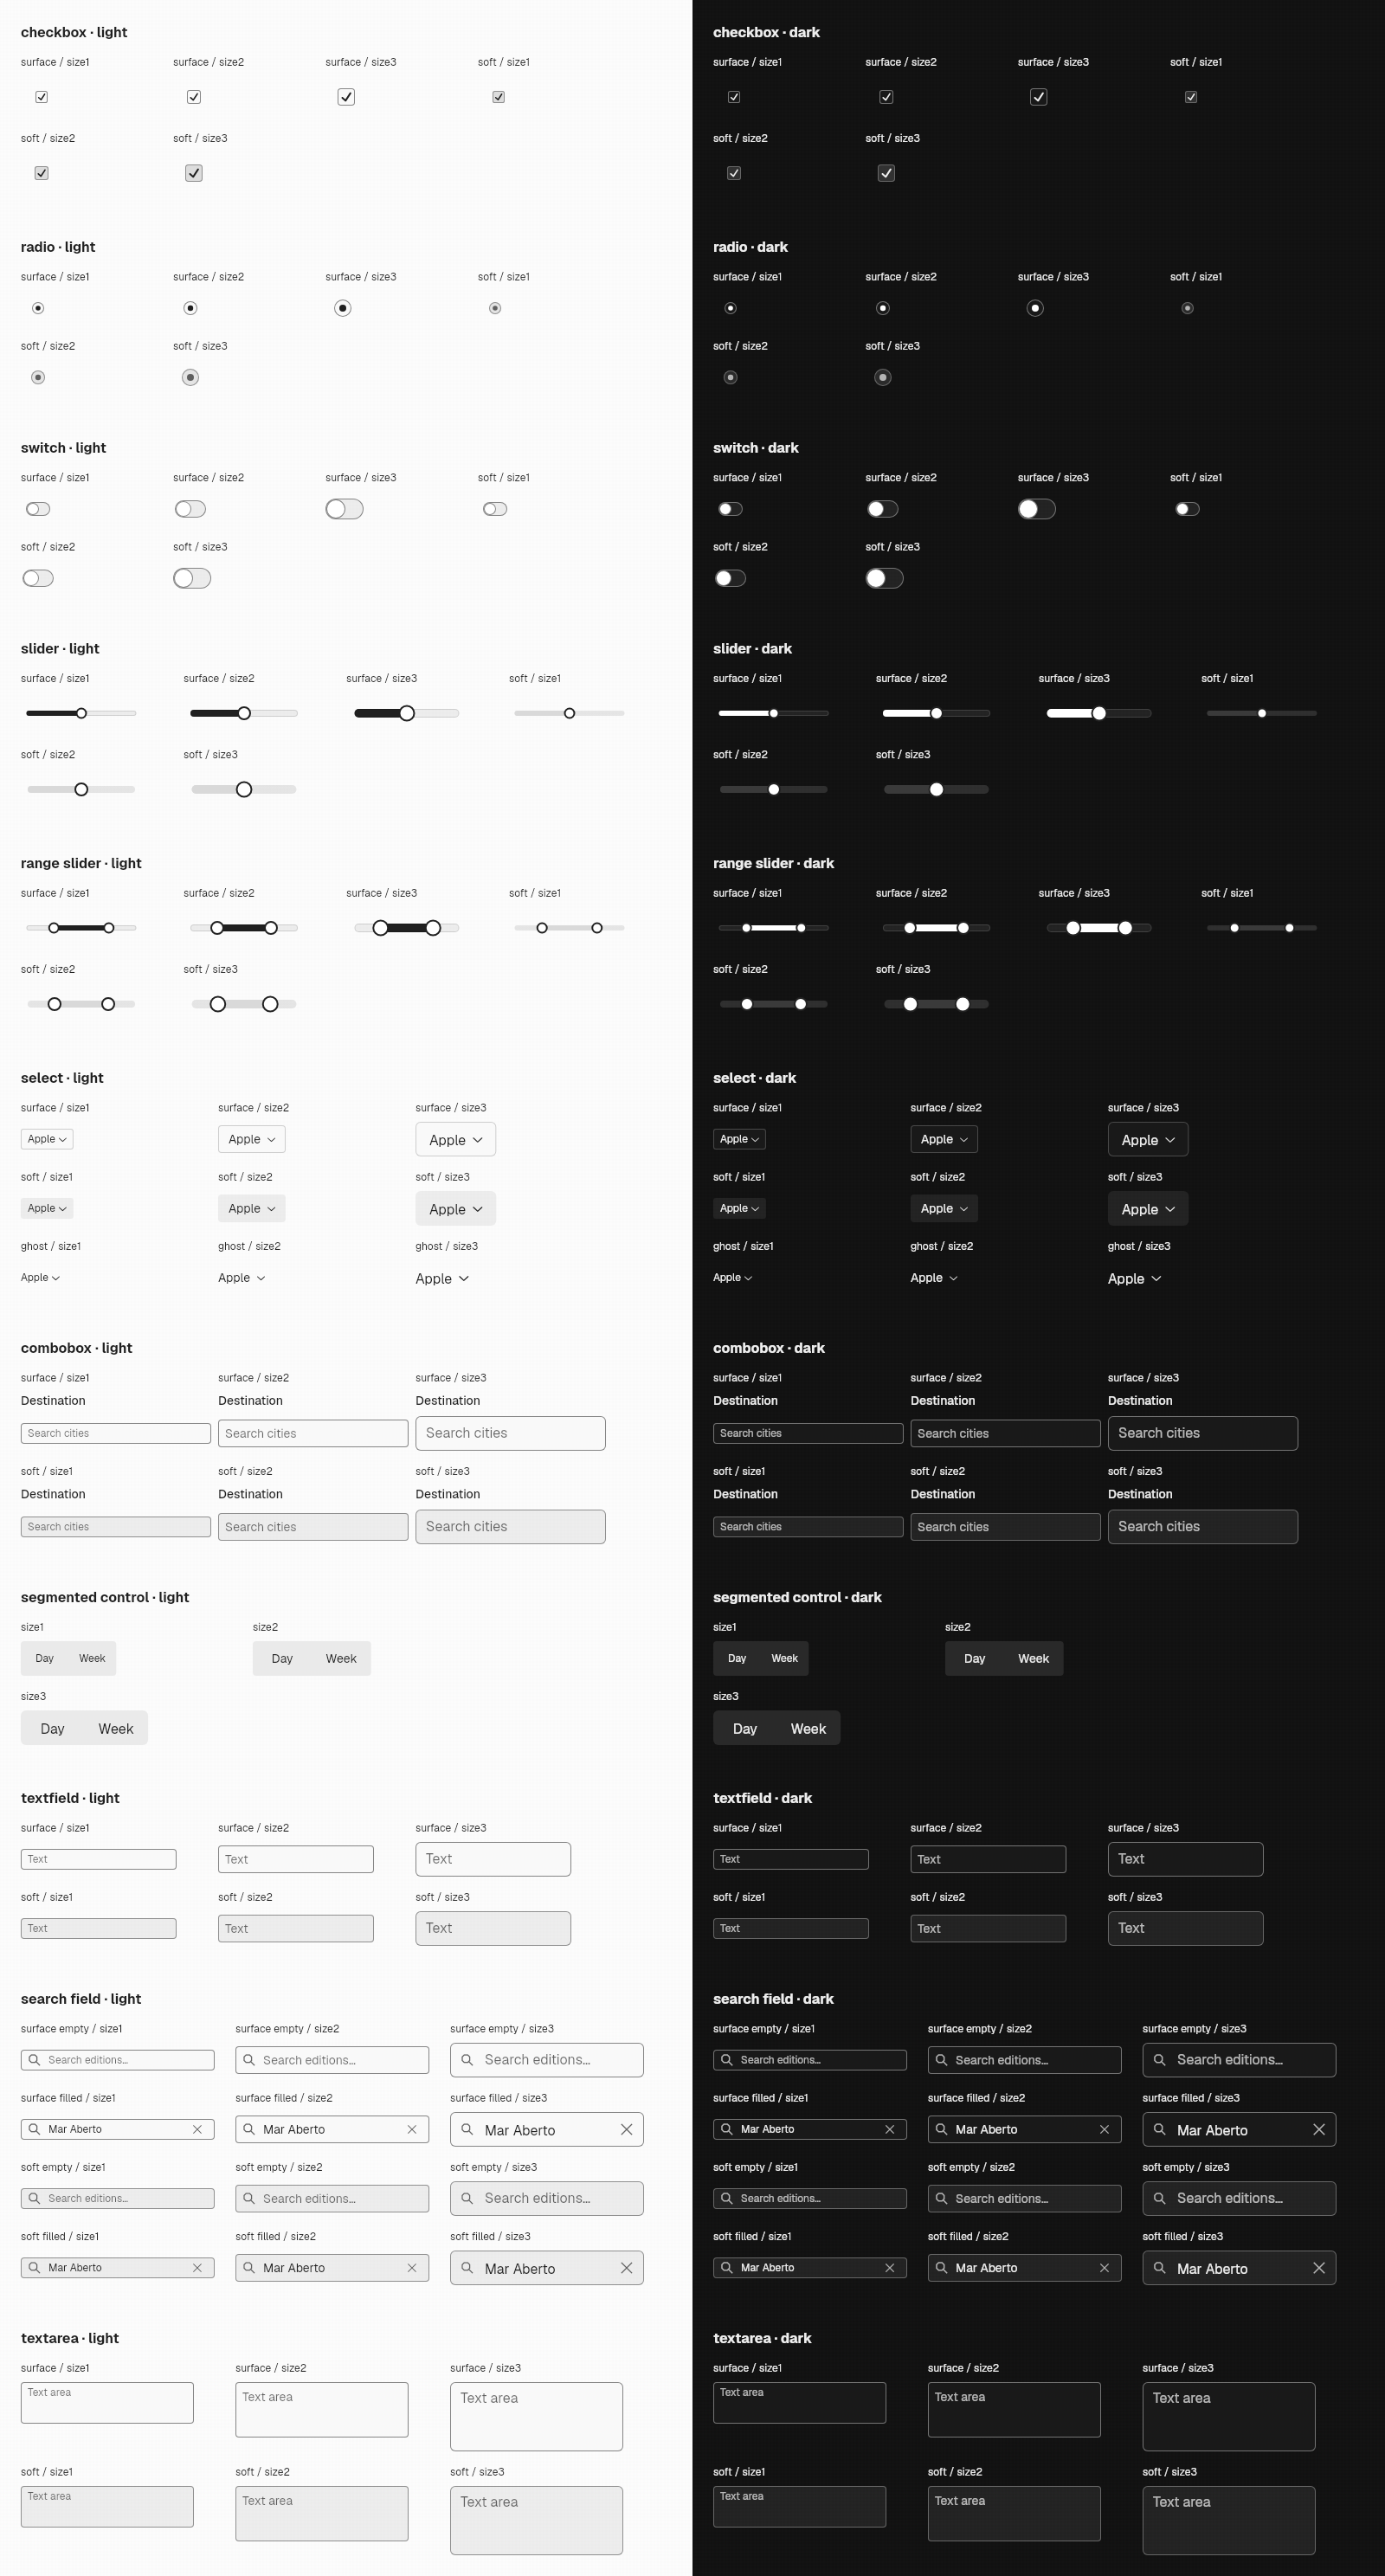 checkbox · light
surface / size1 surface / size2 surface / size3 soft / size1
soft / size2 soft / size3
radio · light
surface / size1 surface / size2 surface / size3 soft / size1
soft / size2 soft / size3
switch · light
surface / size1 surface / size2 surface / size3 soft / size1
soft / size2 soft / size3
slider · light
surface / size1 surface / size2 surface / size3 soft / size1
soft / size2 soft / size3
range slider · light
surface / size1 surface / size2 surface / size3 soft / size1
soft / size2 soft / size3
select · light
surface / size1 surface / size2 surface / size3
Apple Apple Apple
soft / size1 soft / size2 soft / size3
Apple Apple Apple
ghost / size1 ghost / size2 ghost / size3
Apple Apple Apple
combobox · light
surface / size1 surface / size2 surface / size3
Destination Destination Destination
Search cities Search cities Search cities
soft / size1 soft / size2 soft / size3
Destination Destination Destination
Search cities Search cities Search cities
segmented control · light
size1 size2
Day Week Day Week
size3
Day Week
textfield · light
surface / size1 surface / size2 surface / size3
Text Text Text
soft / size1 soft / size2 soft / size3
Text Text Text
search field · light
surface empty / size1 surface empty / size2 surface empty / size3
Search editions... Search editions... Search editions...
surface filled / size1 surface filled / size2 surface filled / size3
Mar Aberto Mar Aberto Mar Aberto
soft empty / size1 soft empty / size2 soft empty / size3
Search editions... Search editions... Search editions...
soft filled / size1 soft filled / size2 soft filled / size3
Mar Aberto Mar Aberto Mar Aberto
textarea · light
surface / size1 surface / size2 surface / size3
Text area Text area Text area
soft / size1 soft / size2 soft / size3
Text area Text area Text area
checkbox · dark
surface / size1 surface / size2 surface / size3 soft / size1
soft / size2 soft / size3
radio · dark
surface / size1 surface / size2 surface / size3 soft / size1
soft / size2 soft / size3
switch · dark
surface / size1 surface / size2 surface / size3 soft / size1
soft / size2 soft / size3
slider · dark
surface / size1 surface / size2 surface / size3 soft / size1
soft / size2 soft / size3
range slider · dark
surface / size1 surface / size2 surface / size3 soft / size1
soft / size2 soft / size3
select · dark
surface / size1 surface / size2 surface / size3
Apple Apple Apple
soft / size1 soft / size2 soft / size3
Apple Apple Apple
ghost / size1 ghost / size2 ghost / size3
Apple Apple Apple
combobox · dark
surface / size1 surface / size2 surface / size3
Destination Destination Destination
Search cities Search cities Search cities
soft / size1 soft / size2 soft / size3
Destination Destination Destination
Search cities Search cities Search cities
segmented control · dark
size1 size2
Day Week Day Week
size3
Day Week
textfield · dark
surface / size1 surface / size2 surface / size3
Text Text Text
soft / size1 soft / size2 soft / size3
Text Text Text
search field · dark
surface empty / size1 surface empty / size2 surface empty / size3
Search editions... Search editions... Search editions...
surface filled / size1 surface filled / size2 surface filled / size3
Mar Aberto Mar Aberto Mar Aberto
soft empty / size1 soft empty / size2 soft empty / size3
Search editions... Search editions... Search editions...
soft filled / size1 soft filled / size2 soft filled / size3
Mar Aberto Mar Aberto Mar Aberto
textarea · dark
surface / size1 surface / size2 surface / size3
Text area Text area Text area
soft / size1 soft / size2 soft / size3
Text area Text area Text area